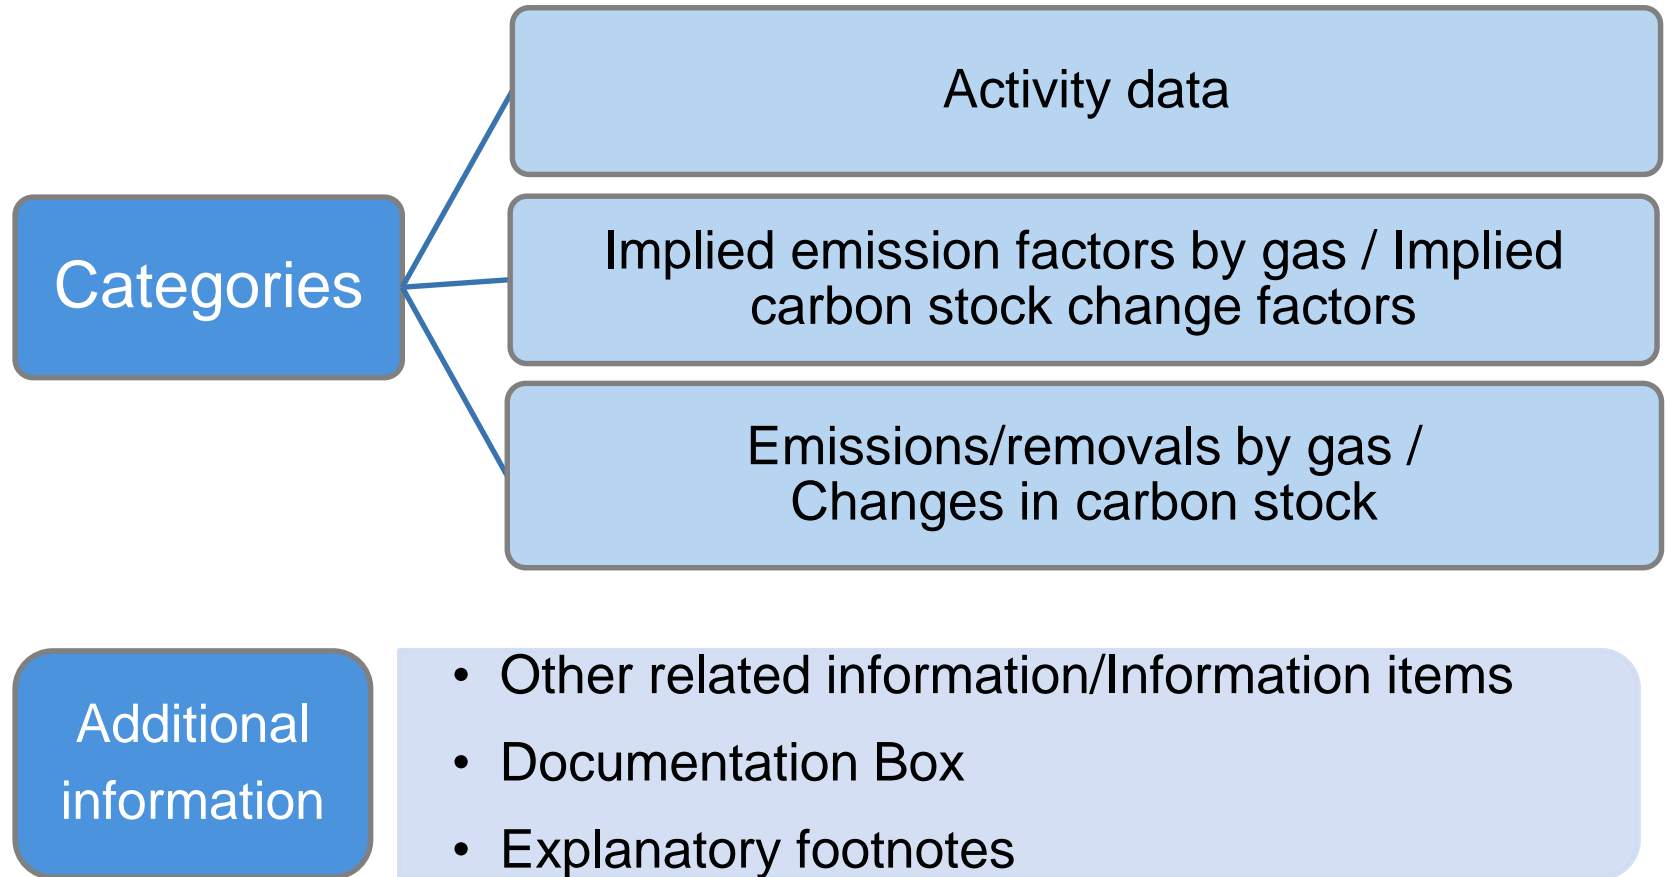 Categories
Activity data
Implied emission factors by gas / Implied
carbon stock change factors
Emissions/removals by gas /
Changes in carbon stock
Additional
information
• Other related information/Information items
• Documentation Box
• Explanatory footnotes